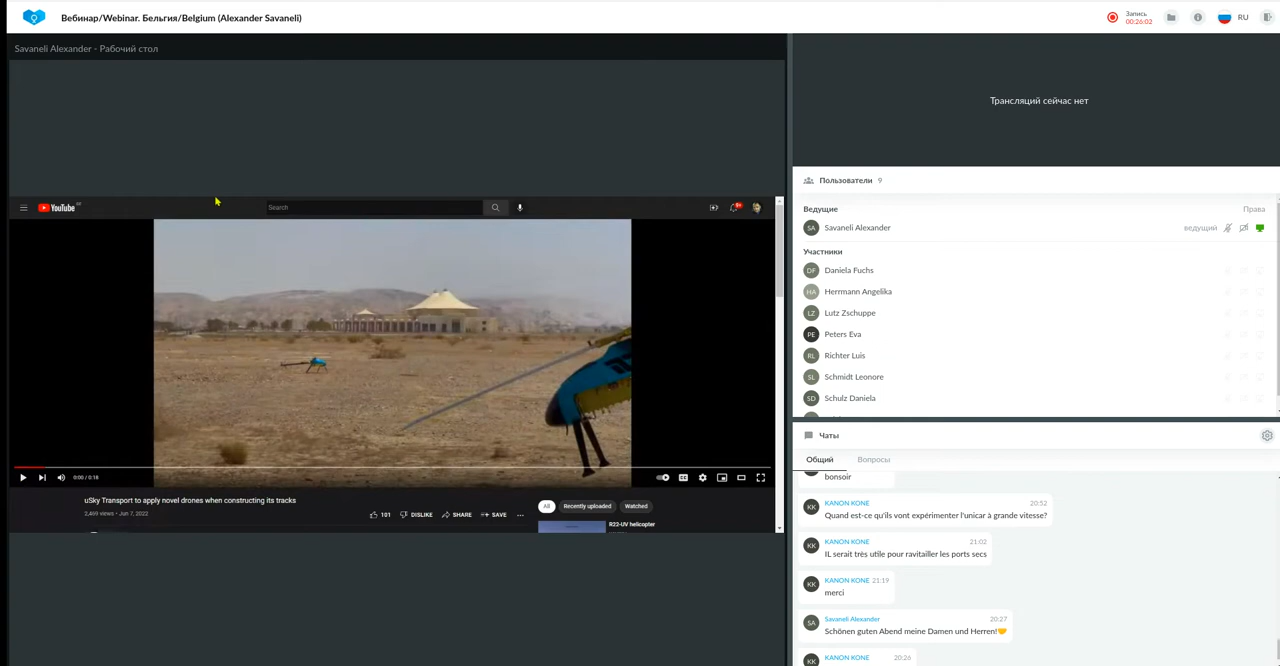 Вебинар/Webinar. Бельгия/Belgium (Alexander Savaneli)
Запись
00:26:02
RU
Savaneli Alexander - Рабочий стол
Трансляций сейчас нет
YouTube
Search
9+
0:00 / 0:18
uSky Transport to apply novel drones when constructing its tracks
2,469 views • Jun 7, 2022
101
DISLIKE
SHARE
SAVE
All
Recently uploaded
Watched
R22-UV helicopter
Пользователи 9
Ведущие
Права
SA
Savaneli Alexander
ведущий
Участники
DF
Daniela Fuchs
HA
Herrmann Angelika
LZ
Lutz Zschuppe
PE
Peters Eva
RL
Richter Luis
SL
Schmidt Leonore
SD
Schulz Daniela
Чаты
Общий
Вопросы
bonsoir
KK
KANON KONE
20:52
Quand est-ce qu'ils vont expérimenter l'unicar à grande vitesse?
KK
KANON KONE
21:02
IL serait très utile pour ravitailler les ports secs
KK
KANON KONE 21:19
merci
SA
Savaneli Alexander
20:27
Schönen guten Abend meine Damen und Herren!🤝
KK
KANON KONE
20:26